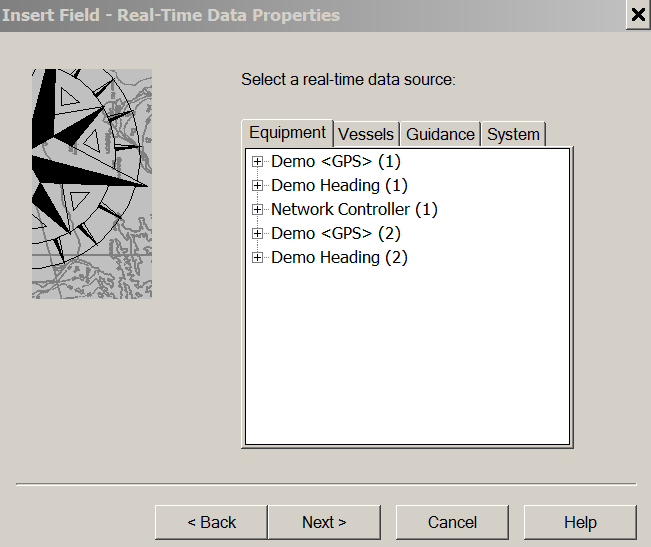 Insert Field - Real-Time Data Properties
Select a real-time data source:
Equipment Vessels Guidance System
Demo <GPS> (1)
Demo Heading (1)
Network Controller (1)
Demo <GPS> (2)
Demo Heading (2)
< Back Next > Cancel Help